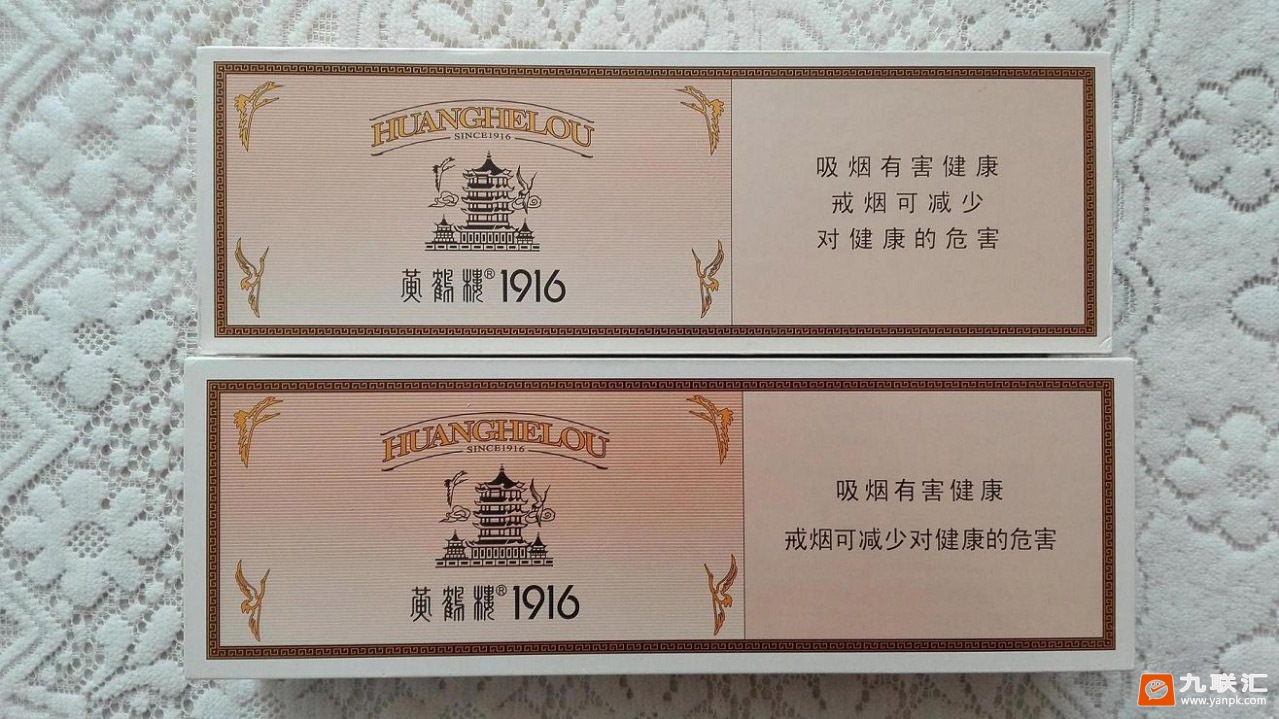 HUANGHELOU
SINCE1916
黄鹤楼®1916
吸烟有害健康
戒烟可减少
对健康的危害
HUANGHELOU
SINCE1916
黄鹤楼®1916
吸烟有害健康
戒烟可减少对健康的危害
九联汇
www.yanpk.com